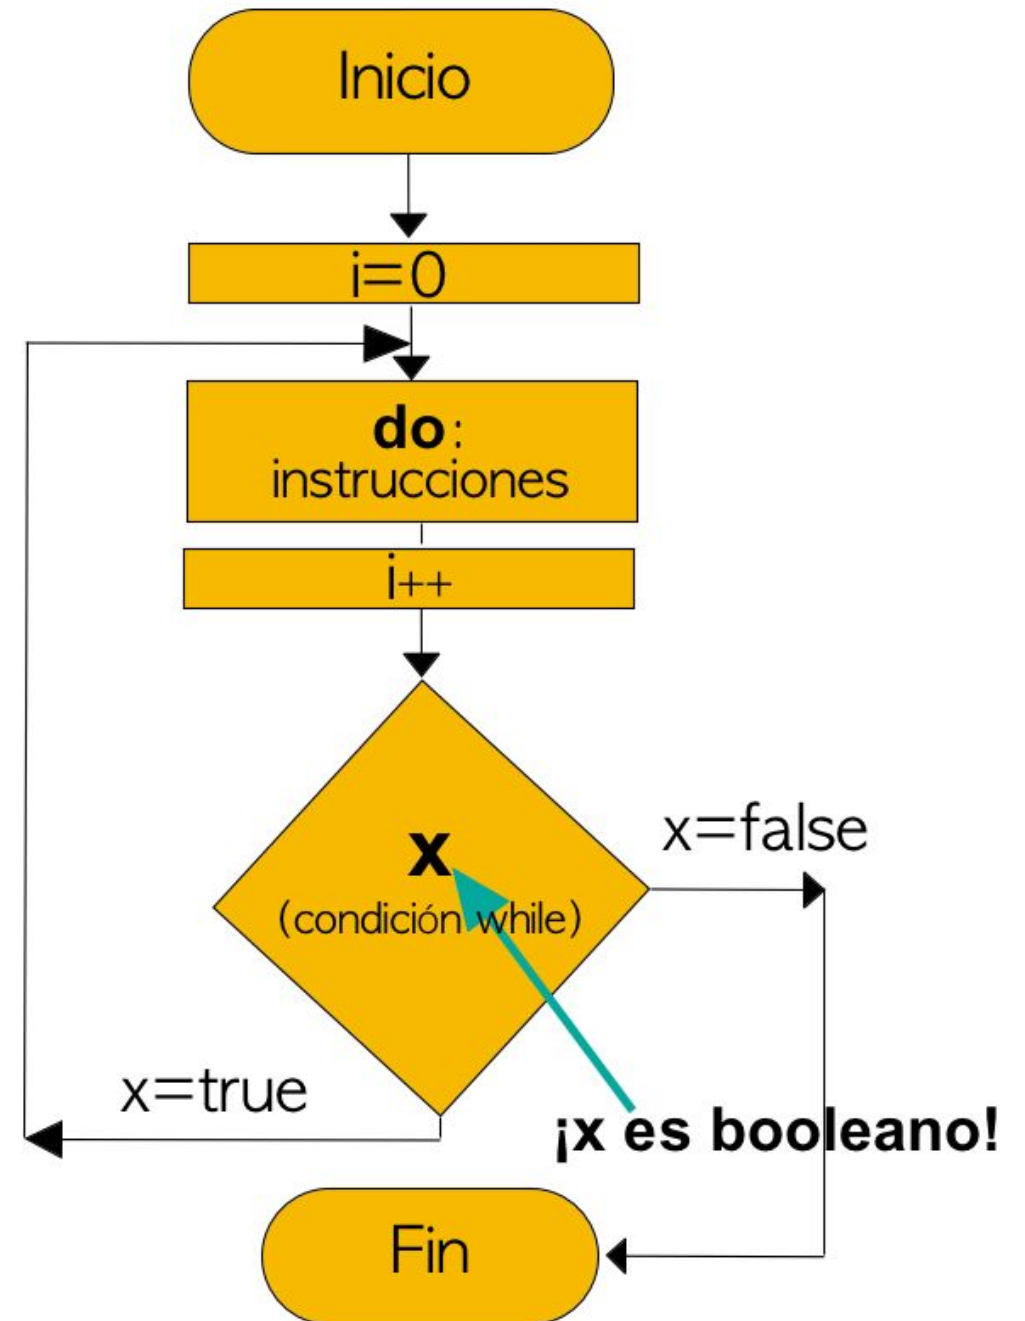 Inicio
i=0
do:
instrucciones
i++
x
(condición while)
x=false
x=true
¡x es booleano!
Fin